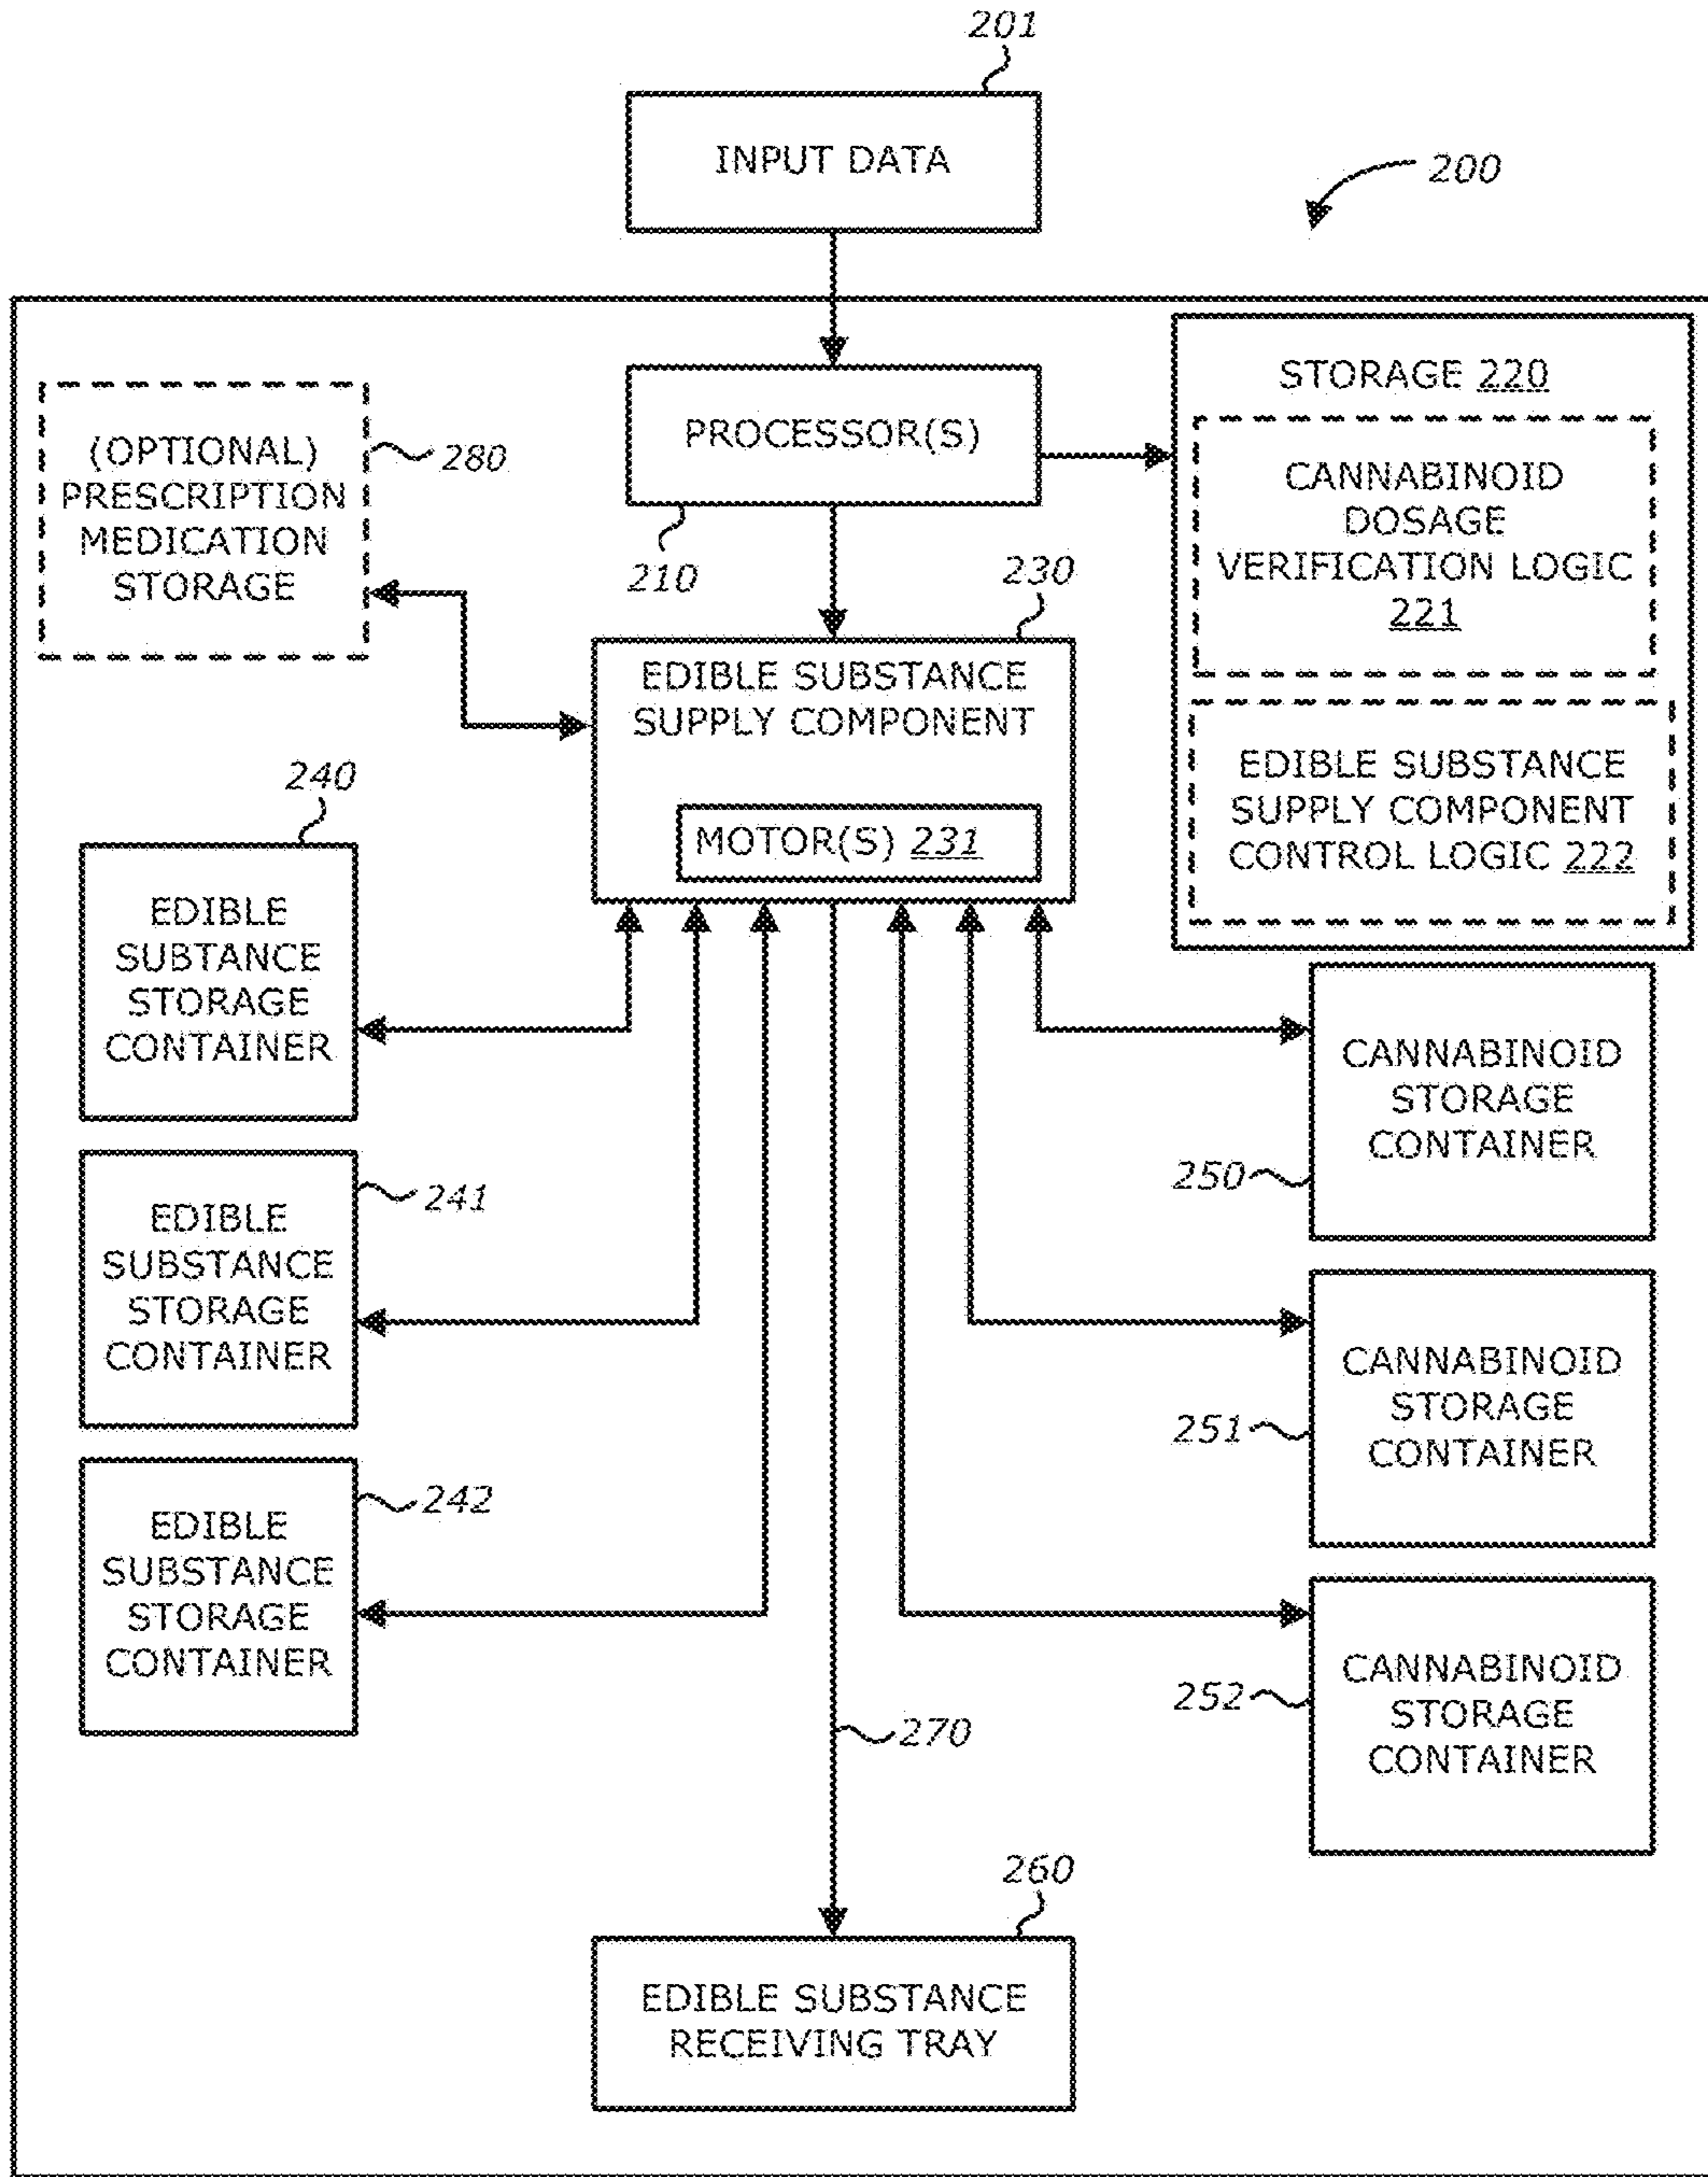 201
INPUT DATA
200
PROCESSOR(S)
210
STORAGE 220
CANNABINOID
DOSAGE
VERIFICATION LOGIC
221
EDIBLE SUBSTANCE
SUPPLY COMPONENT
CONTROL LOGIC 222
(OPTIONAL)
PRESCRIPTION
MEDICATION
STORAGE
280
230
EDIBLE SUBSTANCE
SUPPLY COMPONENT
MOTOR(S) 231
240
EDIBLE
SUBTANCE
STORAGE
CONTAINER
241
EDIBLE
SUBSTANCE
STORAGE
CONTAINER
242
EDIBLE
SUBSTANCE
STORAGE
CONTAINER
CANNABINOID
STORAGE
CONTAINER
250
CANNABINOID
STORAGE
CONTAINER
251
CANNABINOID
STORAGE
CONTAINER
252
270
260
EDIBLE SUBSTANCE
RECEIVING TRAY